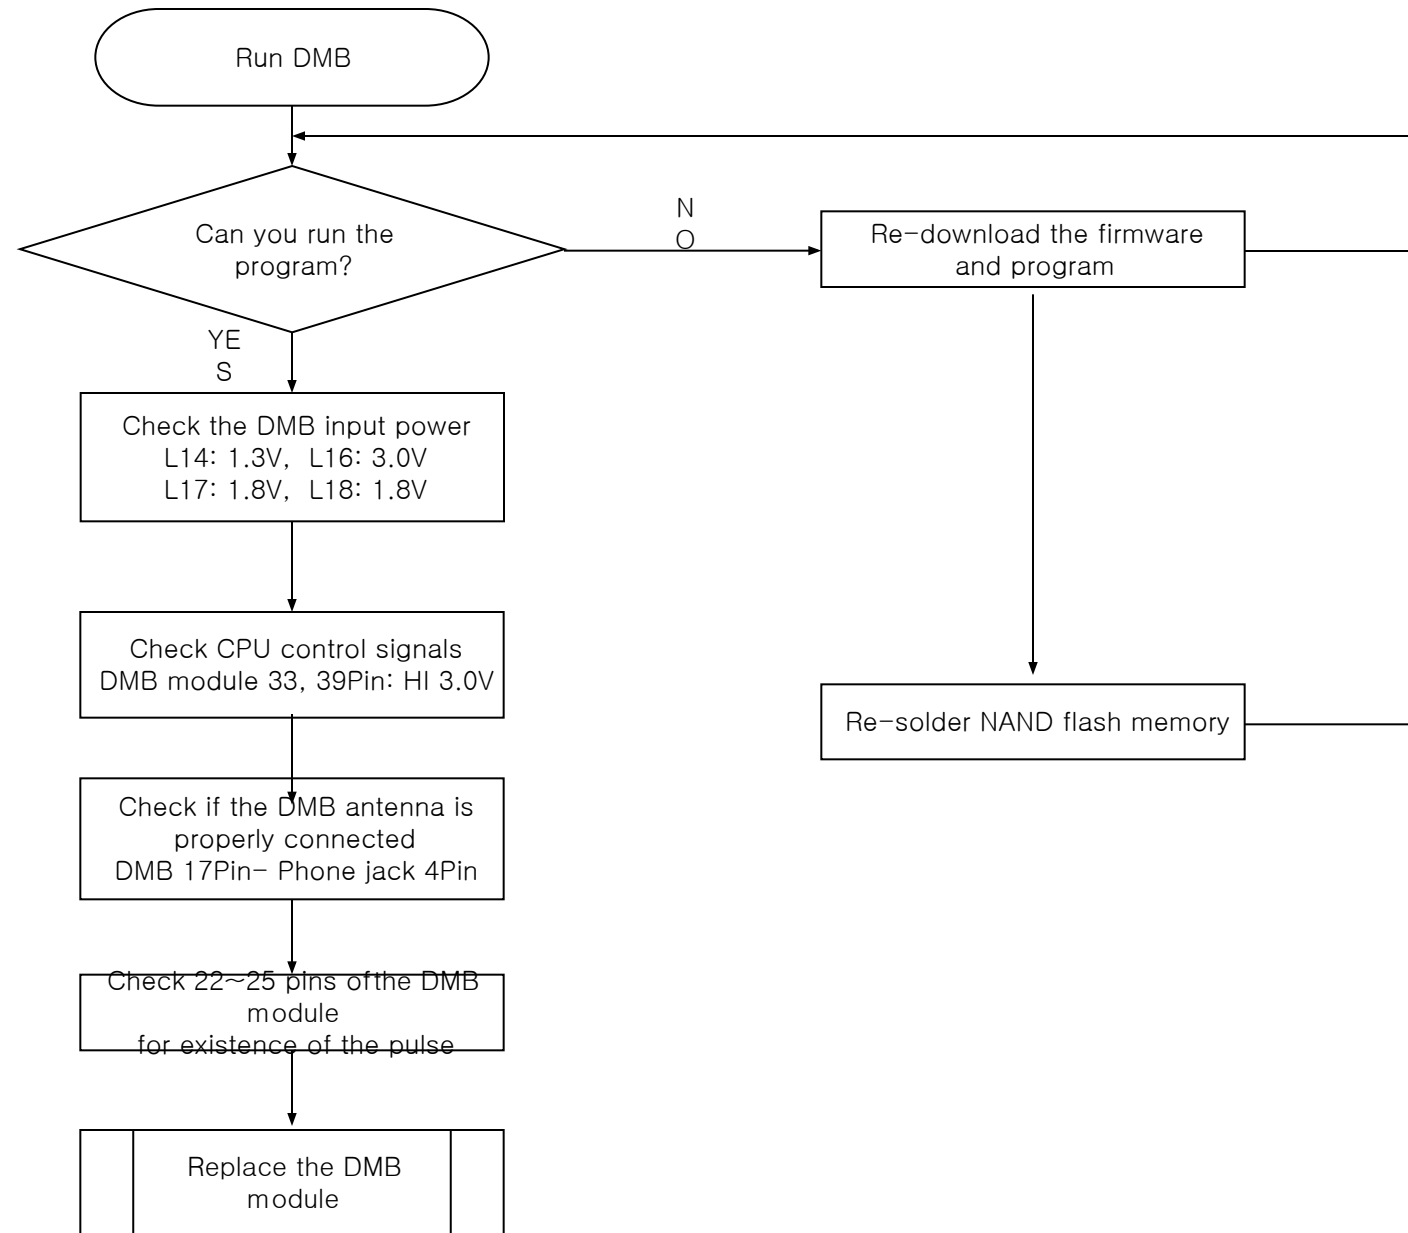 Run DMB
Can you run the
program?
N
O
Re-download the firmware
and program
YE
S
Check the DMB input power
L14: 1.3V,  L16: 3.0V
L17: 1.8V,  L18: 1.8V
Check CPU control signals
DMB module 33, 39Pin: HI 3.0V
Re-solder NAND flash memory
Check if the DMB antenna is
properly connected
DMB 17Pin- Phone jack 4Pin
Check 22~25 pins ofthe DMB
module
for existence of the pulse
Replace the DMB
module